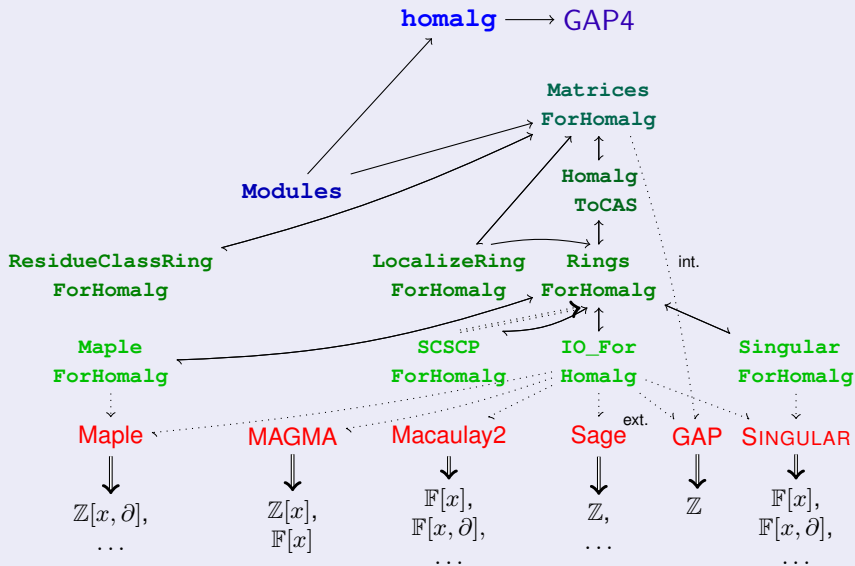 homalg GAP4
Matrices
ForHomalg
Homalg
Modules
ToCAS
ResidueClassRing LocalizeRing Rings int.
ForHomalg ForHomalg ForHomalg
Maple SCSCP IO_For Singular
ForHomalg ForHomalg Homalg ForHomalg
ext.
Maple MAGMA Macaulay2 Sage GAP SINGULAR
ℤ[x, ∂], ℤ[x], 𝔽[x], ℤ, ℤ 𝔽[x],
... 𝔽[x] 𝔽[x, ∂], ... 𝔽[x, ∂],
... ...